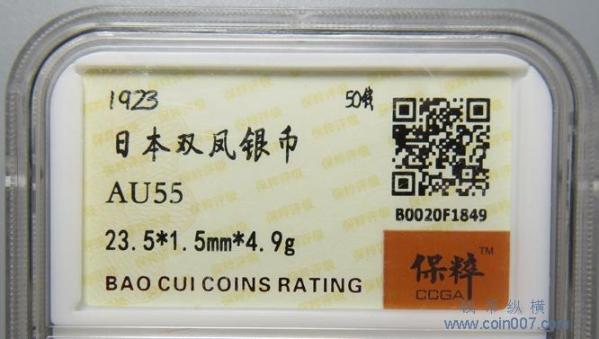 1923 50钱
日本双凤银币
AU55
B0020F1849
23.5*1.5mm*4.9g
保粹 TM
CCGA
BAO CUI COINS RATING
钱币纵横
www.coin007.com